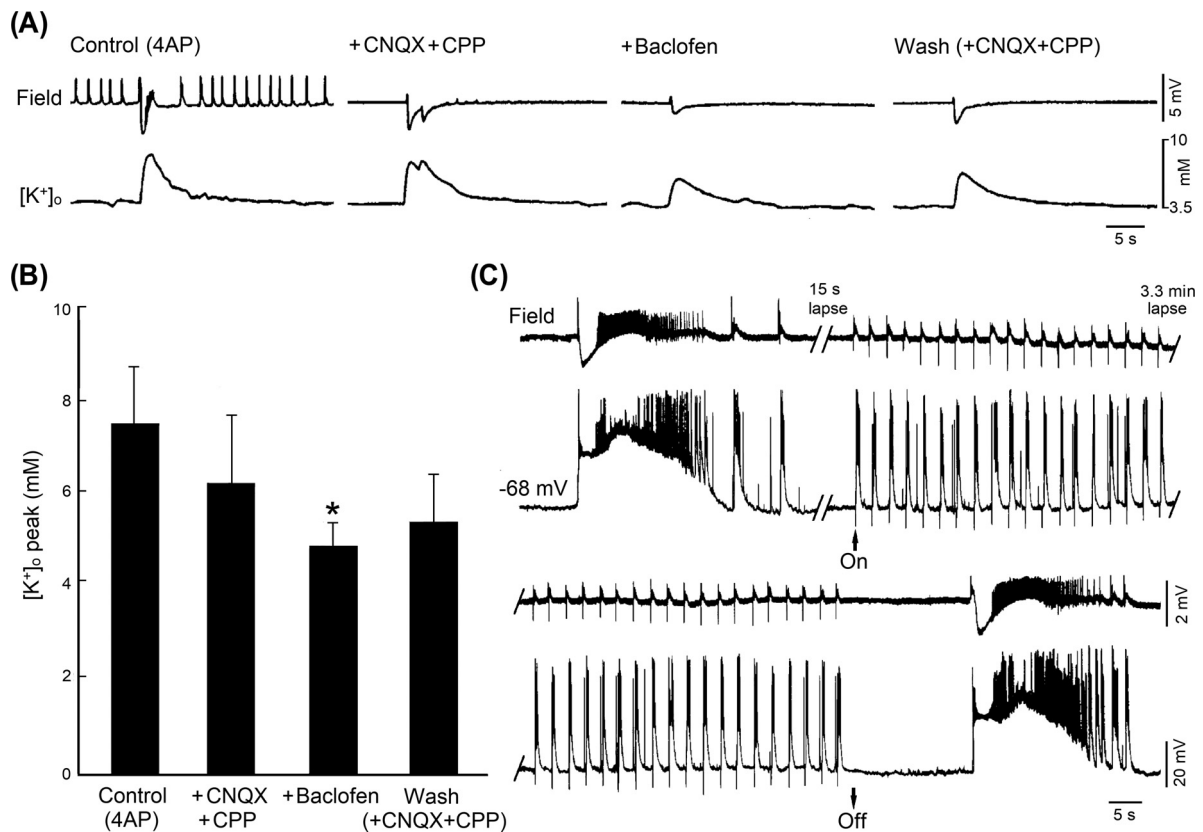 (A)
Control (4AP)
+CNQX+CPP
+Baclofen
Wash (+CNQX+CPP)
Field
5 mV
[K⁺]ₒ
10
mM
3.5
5 s
(B)
10
8
6
4
2
0
[K⁺]ₒ peak (mM)
*
Control
(4AP)
+CNQX
+CPP
+Baclofen
Wash
(+CNQX+CPP)
(C)
Field
15 s
lapse
3.3 min
lapse
-68 mV
On
2 mV
20 mV
Off
5 s